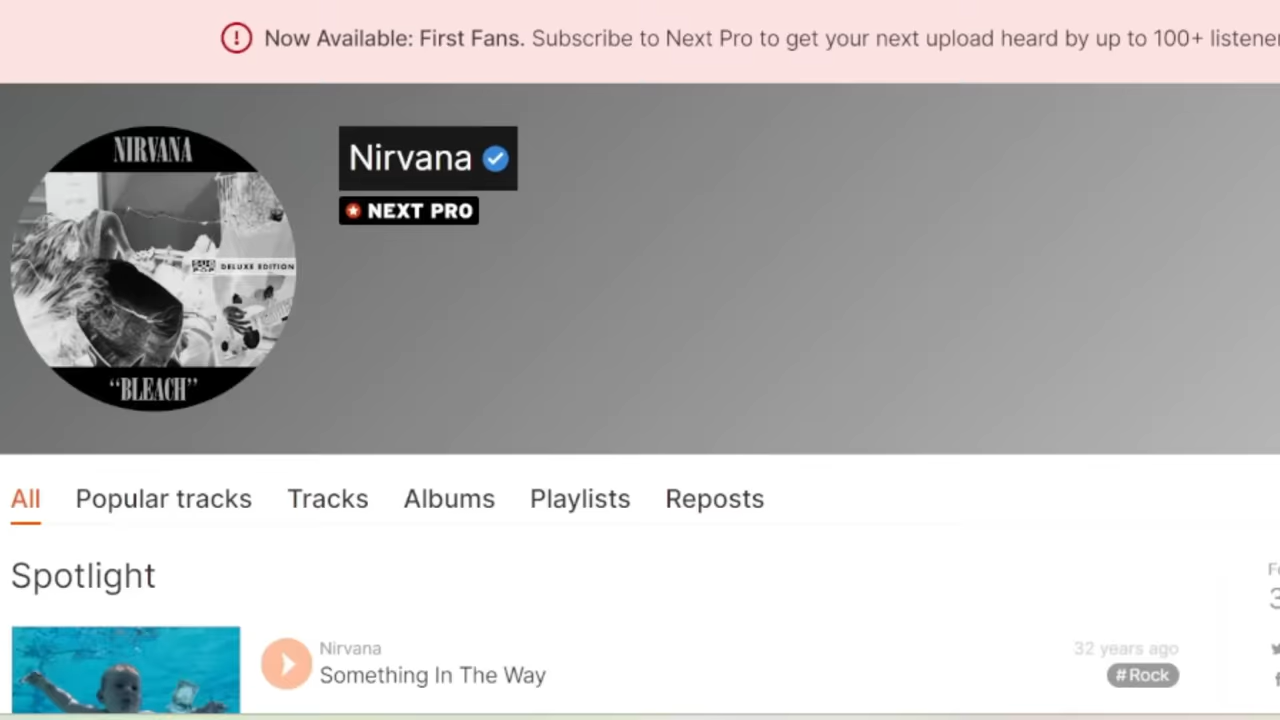 Now Available: First Fans. Subscribe to Next Pro to get your next upload heard by up to 100+
NIRVANA
Nirvana
NEXT PRO
SUB POP DELUXE EDITION
"BLEACH"
All Popular tracks Tracks Albums Playlists Reposts
Spotlight
Nirvana 32 years ago
Something In The Way #Rock